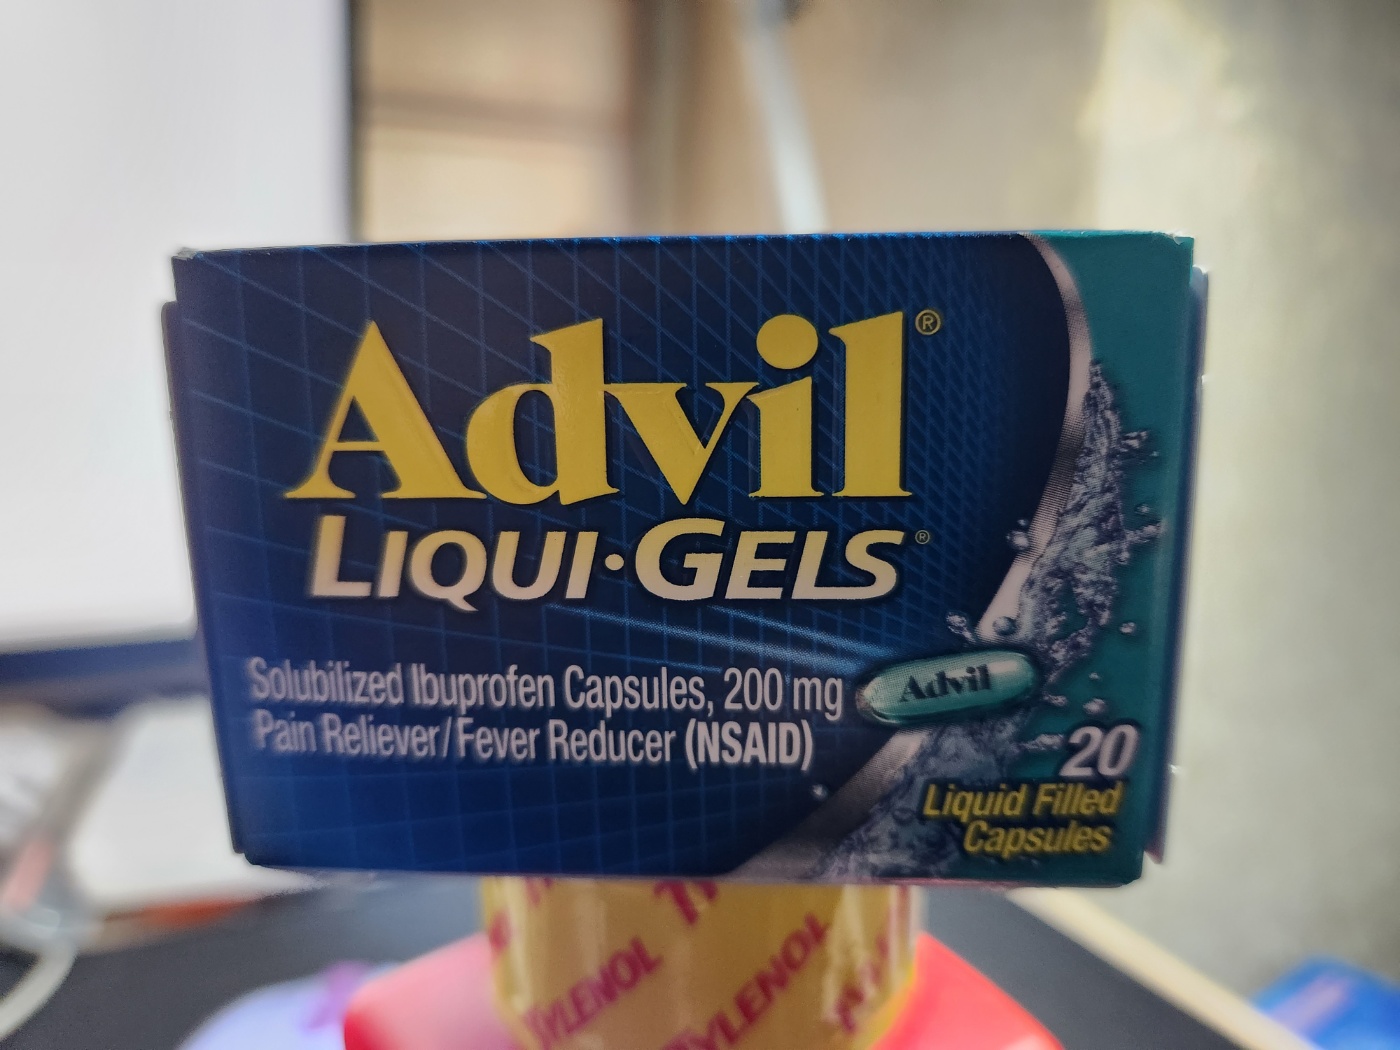 Advil®
LIQUI·GELS®
Solubilized Ibuprofen Capsules, 200 mg
Pain Reliever/Fever Reducer (NSAID)
Advil
20
Liquid Filled
Capsules
TYLENOL
TYLENOL